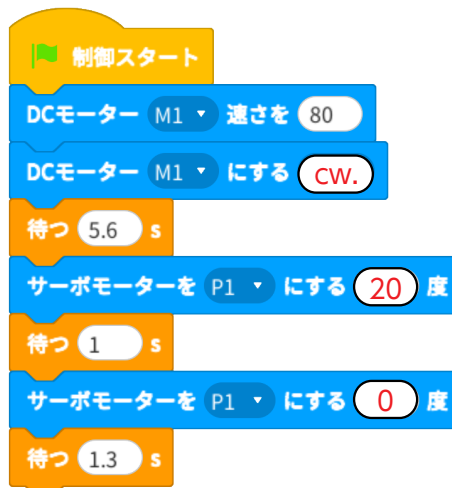 制御スタート
DCモーター M1 速さを 80
DCモーター M1 にする cw.
待つ 5.6 s
サーボモーターを P1 にする 20 度
待つ 1 s
サーボモーターを P1 にする 0 度
待つ 1.3 s